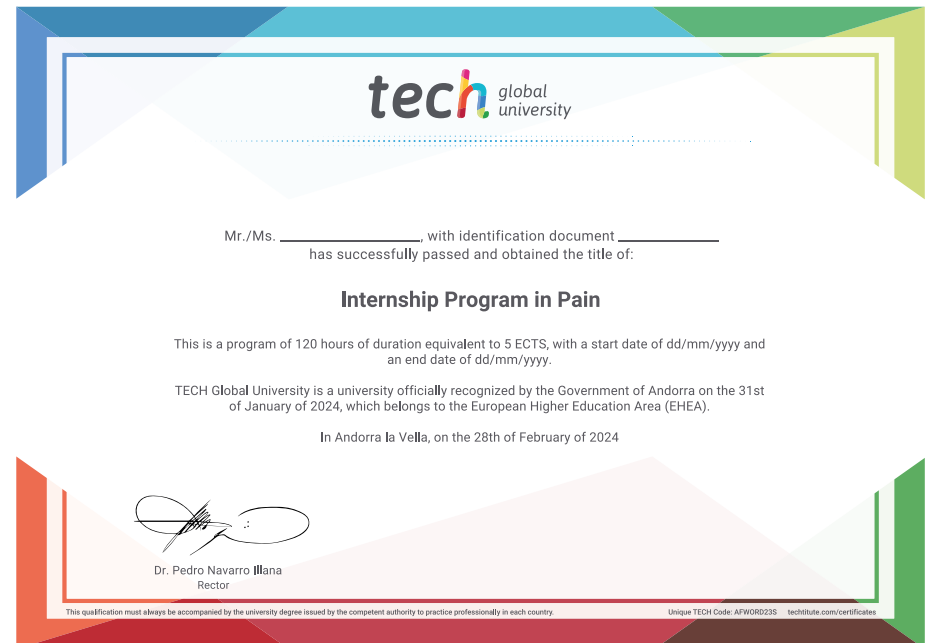 tech global university
Mr./Ms. ____________, with identification document ____________
has successfully passed and obtained the title of:
Internship Program in Pain
This is a program of 120 hours of duration equivalent to 5 ECTS, with a start date of dd/mm/yyyy and
an end date of dd/mm/yyyy.
TECH Global University is a university officially recognized by the Government of Andorra on the 31st
of January of 2024, which belongs to the European Higher Education Area (EHEA).
In Andorra la Vella, on the 28th of February of 2024
Dr. Pedro Navarro Illana
Rector
This qualification must always be accompanied by the university degree issued by the competent authority to practice professionally in each country. Unique TECH Code: AFWORD23S techtitute.com/certificates